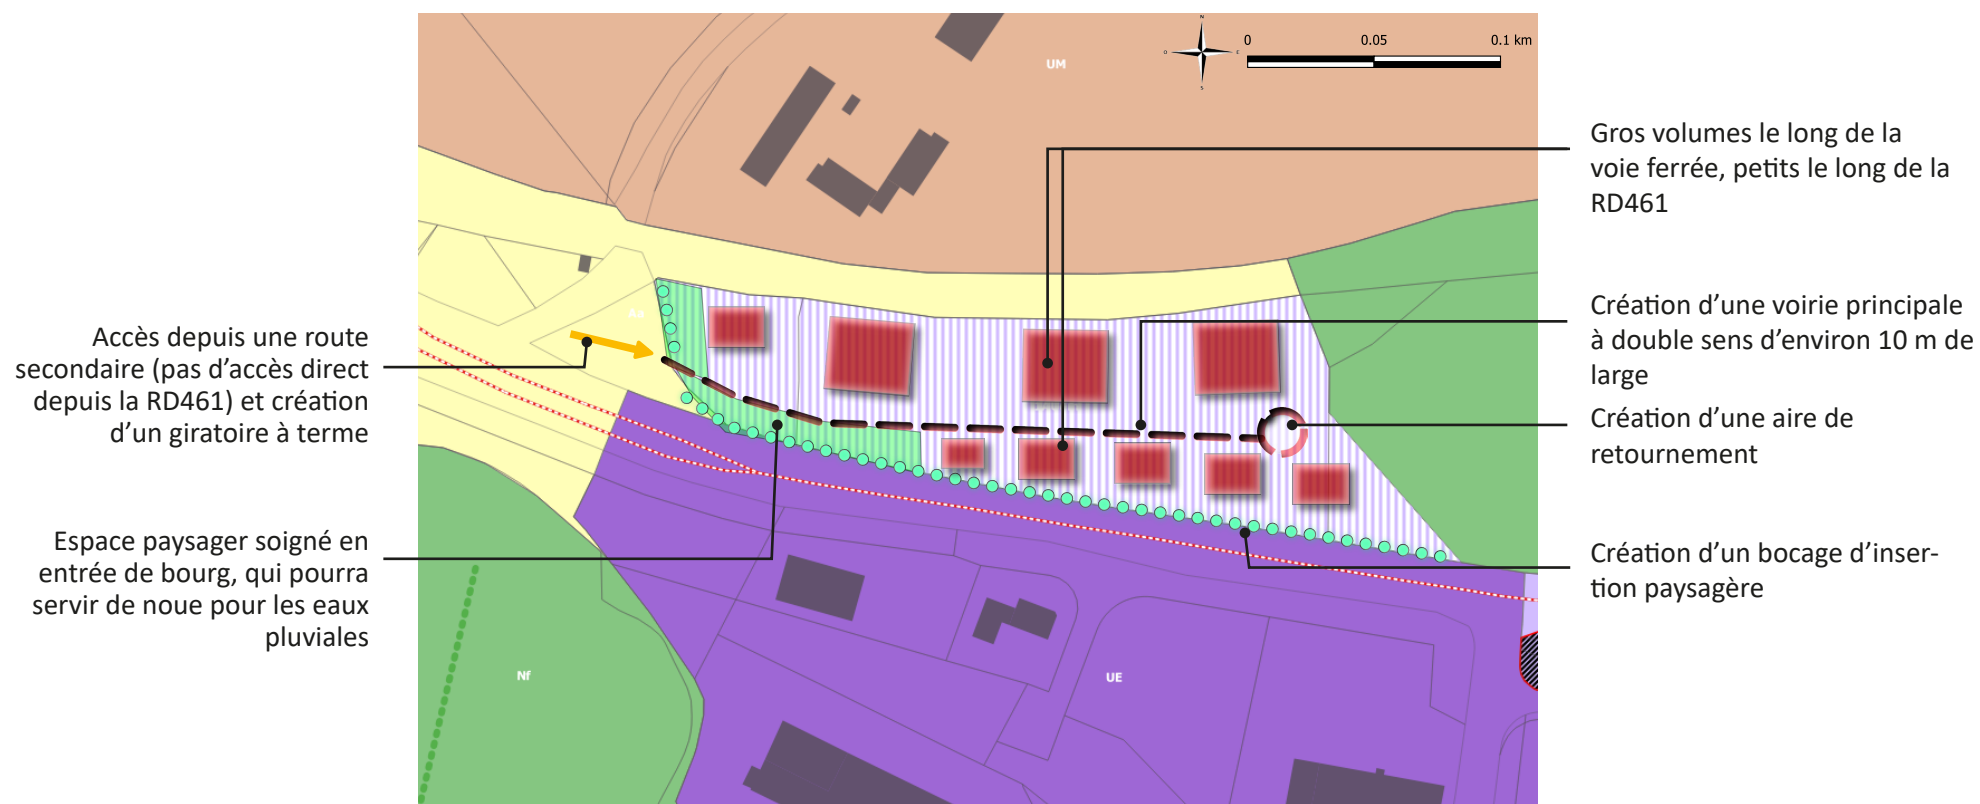 N
O
E
S
0
0.05
0.1 km
UM
Gros volumes le long de la
voie ferrée, petits le long de la
RD461
Création d'une voirie principale
à double sens d'environ 10 m de
large
Création d'une aire de
retournement
Création d'un bocage d'inser-
tion paysagère
Accès depuis une route
secondaire (pas d'accès direct
depuis la RD461) et création
d'un giratoire à terme
Espace paysager soigné en
entrée de bourg, qui pourra
servir de noue pour les eaux
pluviales
Aa
Nf
UE